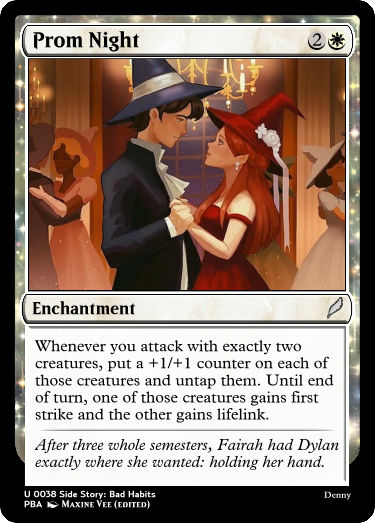 Prom Night 2
Enchantment
Whenever you attack with exactly two
creatures, put a +1/+1 counter on each of
those creatures and untap them. Until end
of turn, one of those creatures gains first
strike and the other gains lifelink.
After three whole semesters, Fairah had Dylan
exactly where she wanted: holding her hand.
U 0038 Side Story: Bad Habits Denny
PBA Maxine Vee (edited)